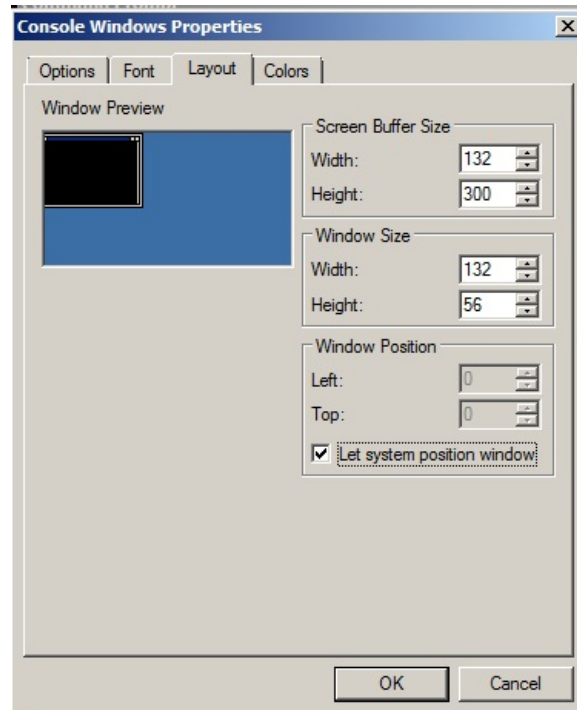 Console Windows Properties
Options Font Layout Colors
Window Preview
Screen Buffer Size
Width: 132
Height: 300
Window Size
Width: 132
Height: 56
Window Position
Left: 0
Top: 0
Let system position window
OK Cancel